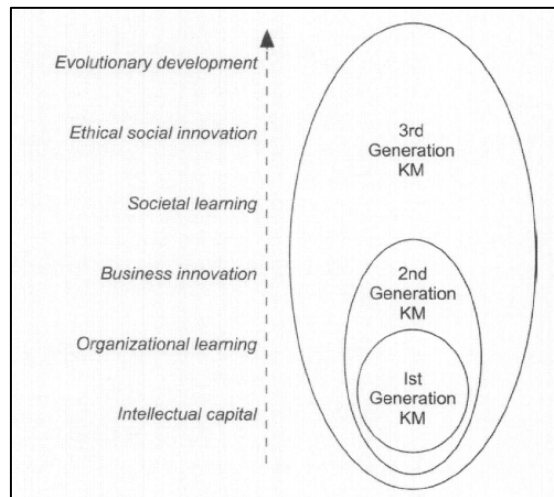 Evolutionary development
Ethical social innovation
Societal learning
Business innovation
Organizational learning
Intellectual capital
3rd
Generation
KM
2nd
Generation
KM
Ist
Generation
KM